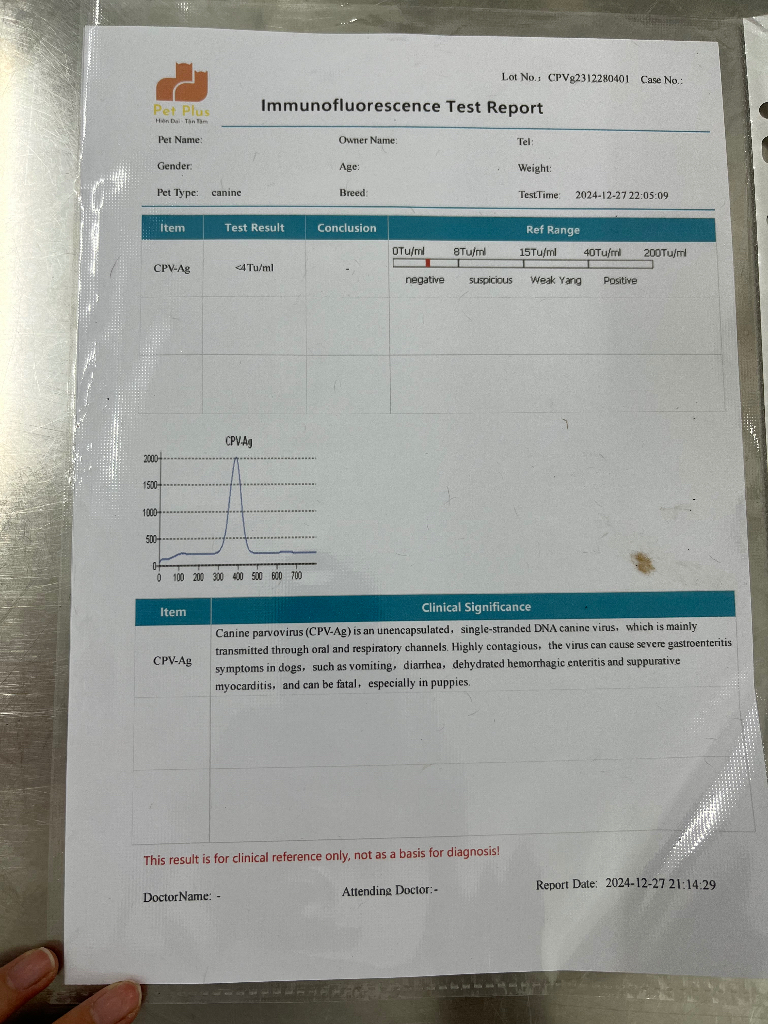 Lot No.: CPVg2312280401 Case No.:
Pet Plus
Hiện Đại - Tận Tâm
Immunofluorescence Test Report
Pet Name: Owner Name: Tel:
Gender: Age: Weight:
Pet Type: canine Breed: TestTime: 2024-12-27 22:05:09
Item Test Result Conclusion Ref Range
0Tu/ml 8Tu/ml 15Tu/ml 40Tu/ml 200Tu/ml
CPV-Ag <4Tu/ml -
negative suspicious Weak Yang Positive
CPV-Ag
2000
1500
1000
500
0
0 100 200 300 400 500 600 700
Item Clinical Significance
CPV-Ag
Canine parvovirus (CPV-Ag) is an unencapsulated, single-stranded DNA canine virus, which is mainly
transmitted through oral and respiratory channels. Highly contagious, the virus can cause severe gastroenteritis
symptoms in dogs, such as vomiting, diarrhea, dehydrated hemorrhagic enteritis and suppurative
myocarditis, and can be fatal, especially in puppies.
This result is for clinical reference only, not as a basis for diagnosis!
DoctorName: - Attending Doctor:- Report Date: 2024-12-27 21:14:29